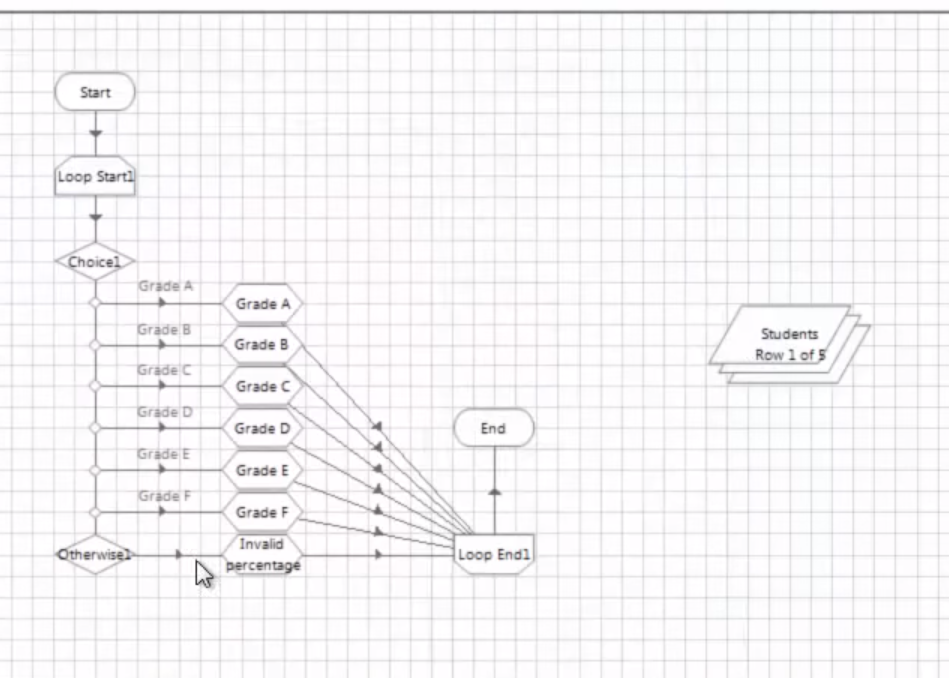 Start
Loop Start1
Choice1
Grade A
Grade A
Grade B
Grade B
Grade C
Grade C
Grade D
Grade D
Grade E
Grade E
Grade F
Grade F
Otherwise1
Invalid
percentage
Loop End1
End
Students
Row 1 of 5